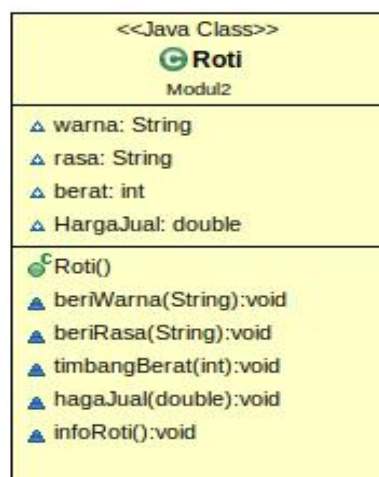 <<Java Class>>
Roti
Modul2
warna: String
rasa: String
berat: int
HargaJual: double
Roti()
beriWarna(String):void
beriRasa(String):void
timbangBerat(int):void
hagaJual(double):void
infoRoti():void